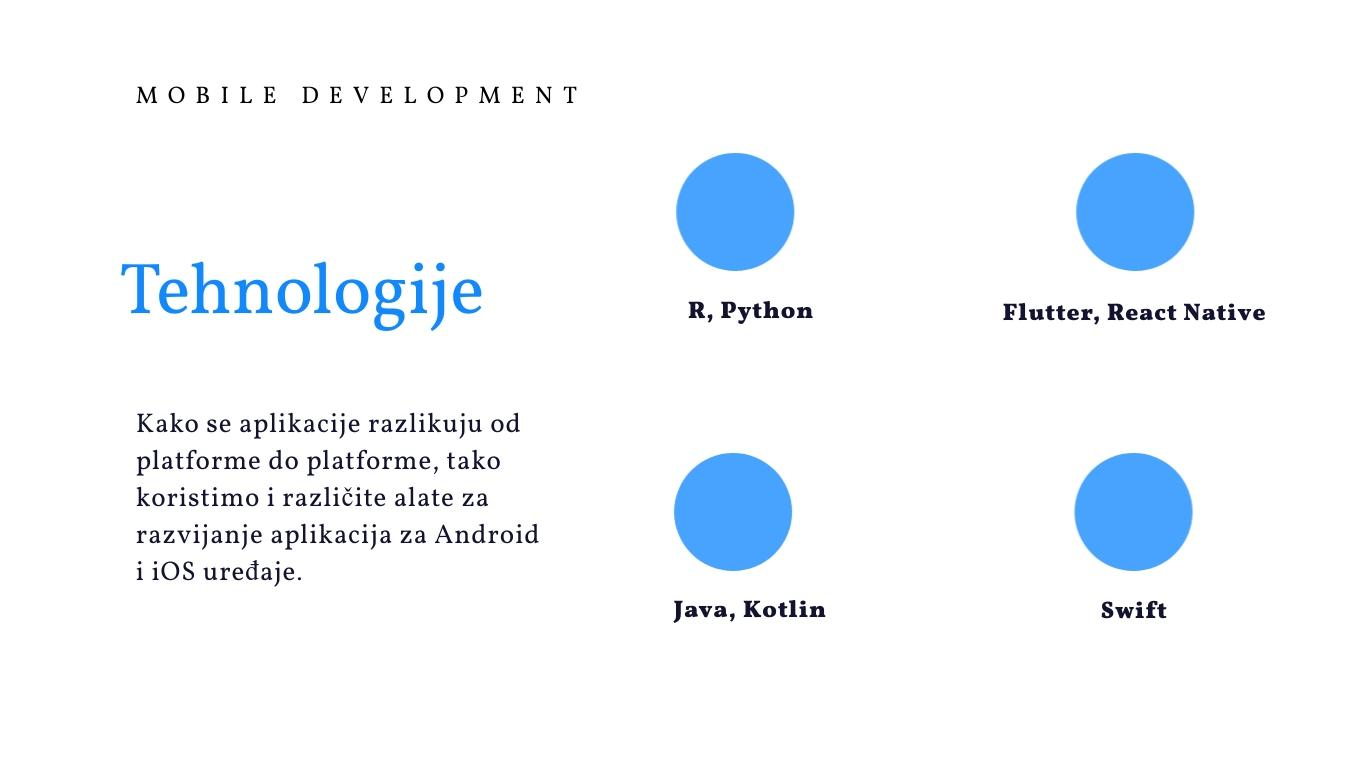 MOBILE DEVELOPMENT
Tehnologije
Kako se aplikacije razlikuju od
platforme do platforme, tako
koristimo i različite alate za
razvijanje aplikacija za Android
i iOS uređaje.
R, Python
Flutter, React Native
Java, Kotlin
Swift